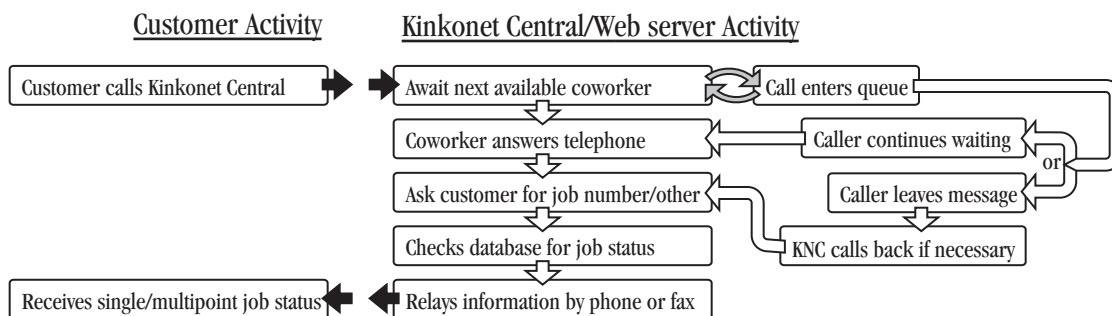 Customer Activity
Kinkonet Central/Web server Activity
Customer calls Kinkonet Central
Await next available coworker
Call enters queue
Coworker answers telephone
Caller continues waiting
or
Ask customer for job number/other
Caller leaves message
Checks database for job status
KNC calls back if necessary
Receives single/multipoint job status
Relays information by phone or fax